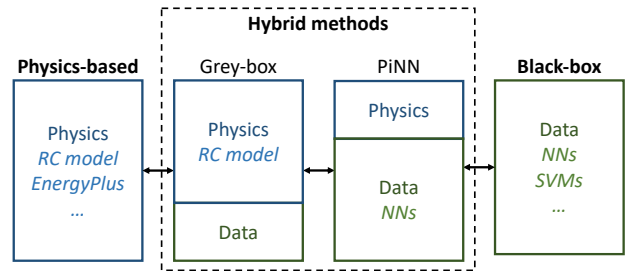 Hybrid methods
Physics-based
Grey-box
PiNN
Black-box
Physics
RC model
EnergyPlus
...
Physics
RC model
Data
Physics
Data
NNs
Data
NNs
SVMs
...